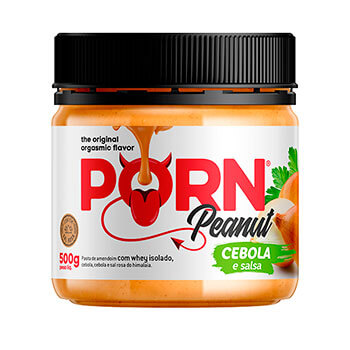 the original
orgasmic flavor
PORN®
Peanut
CEBOLA
e salsa
500g
Pasta de amendoim com whey isolado,
cebola, cebola e sal rosa do himalaia.